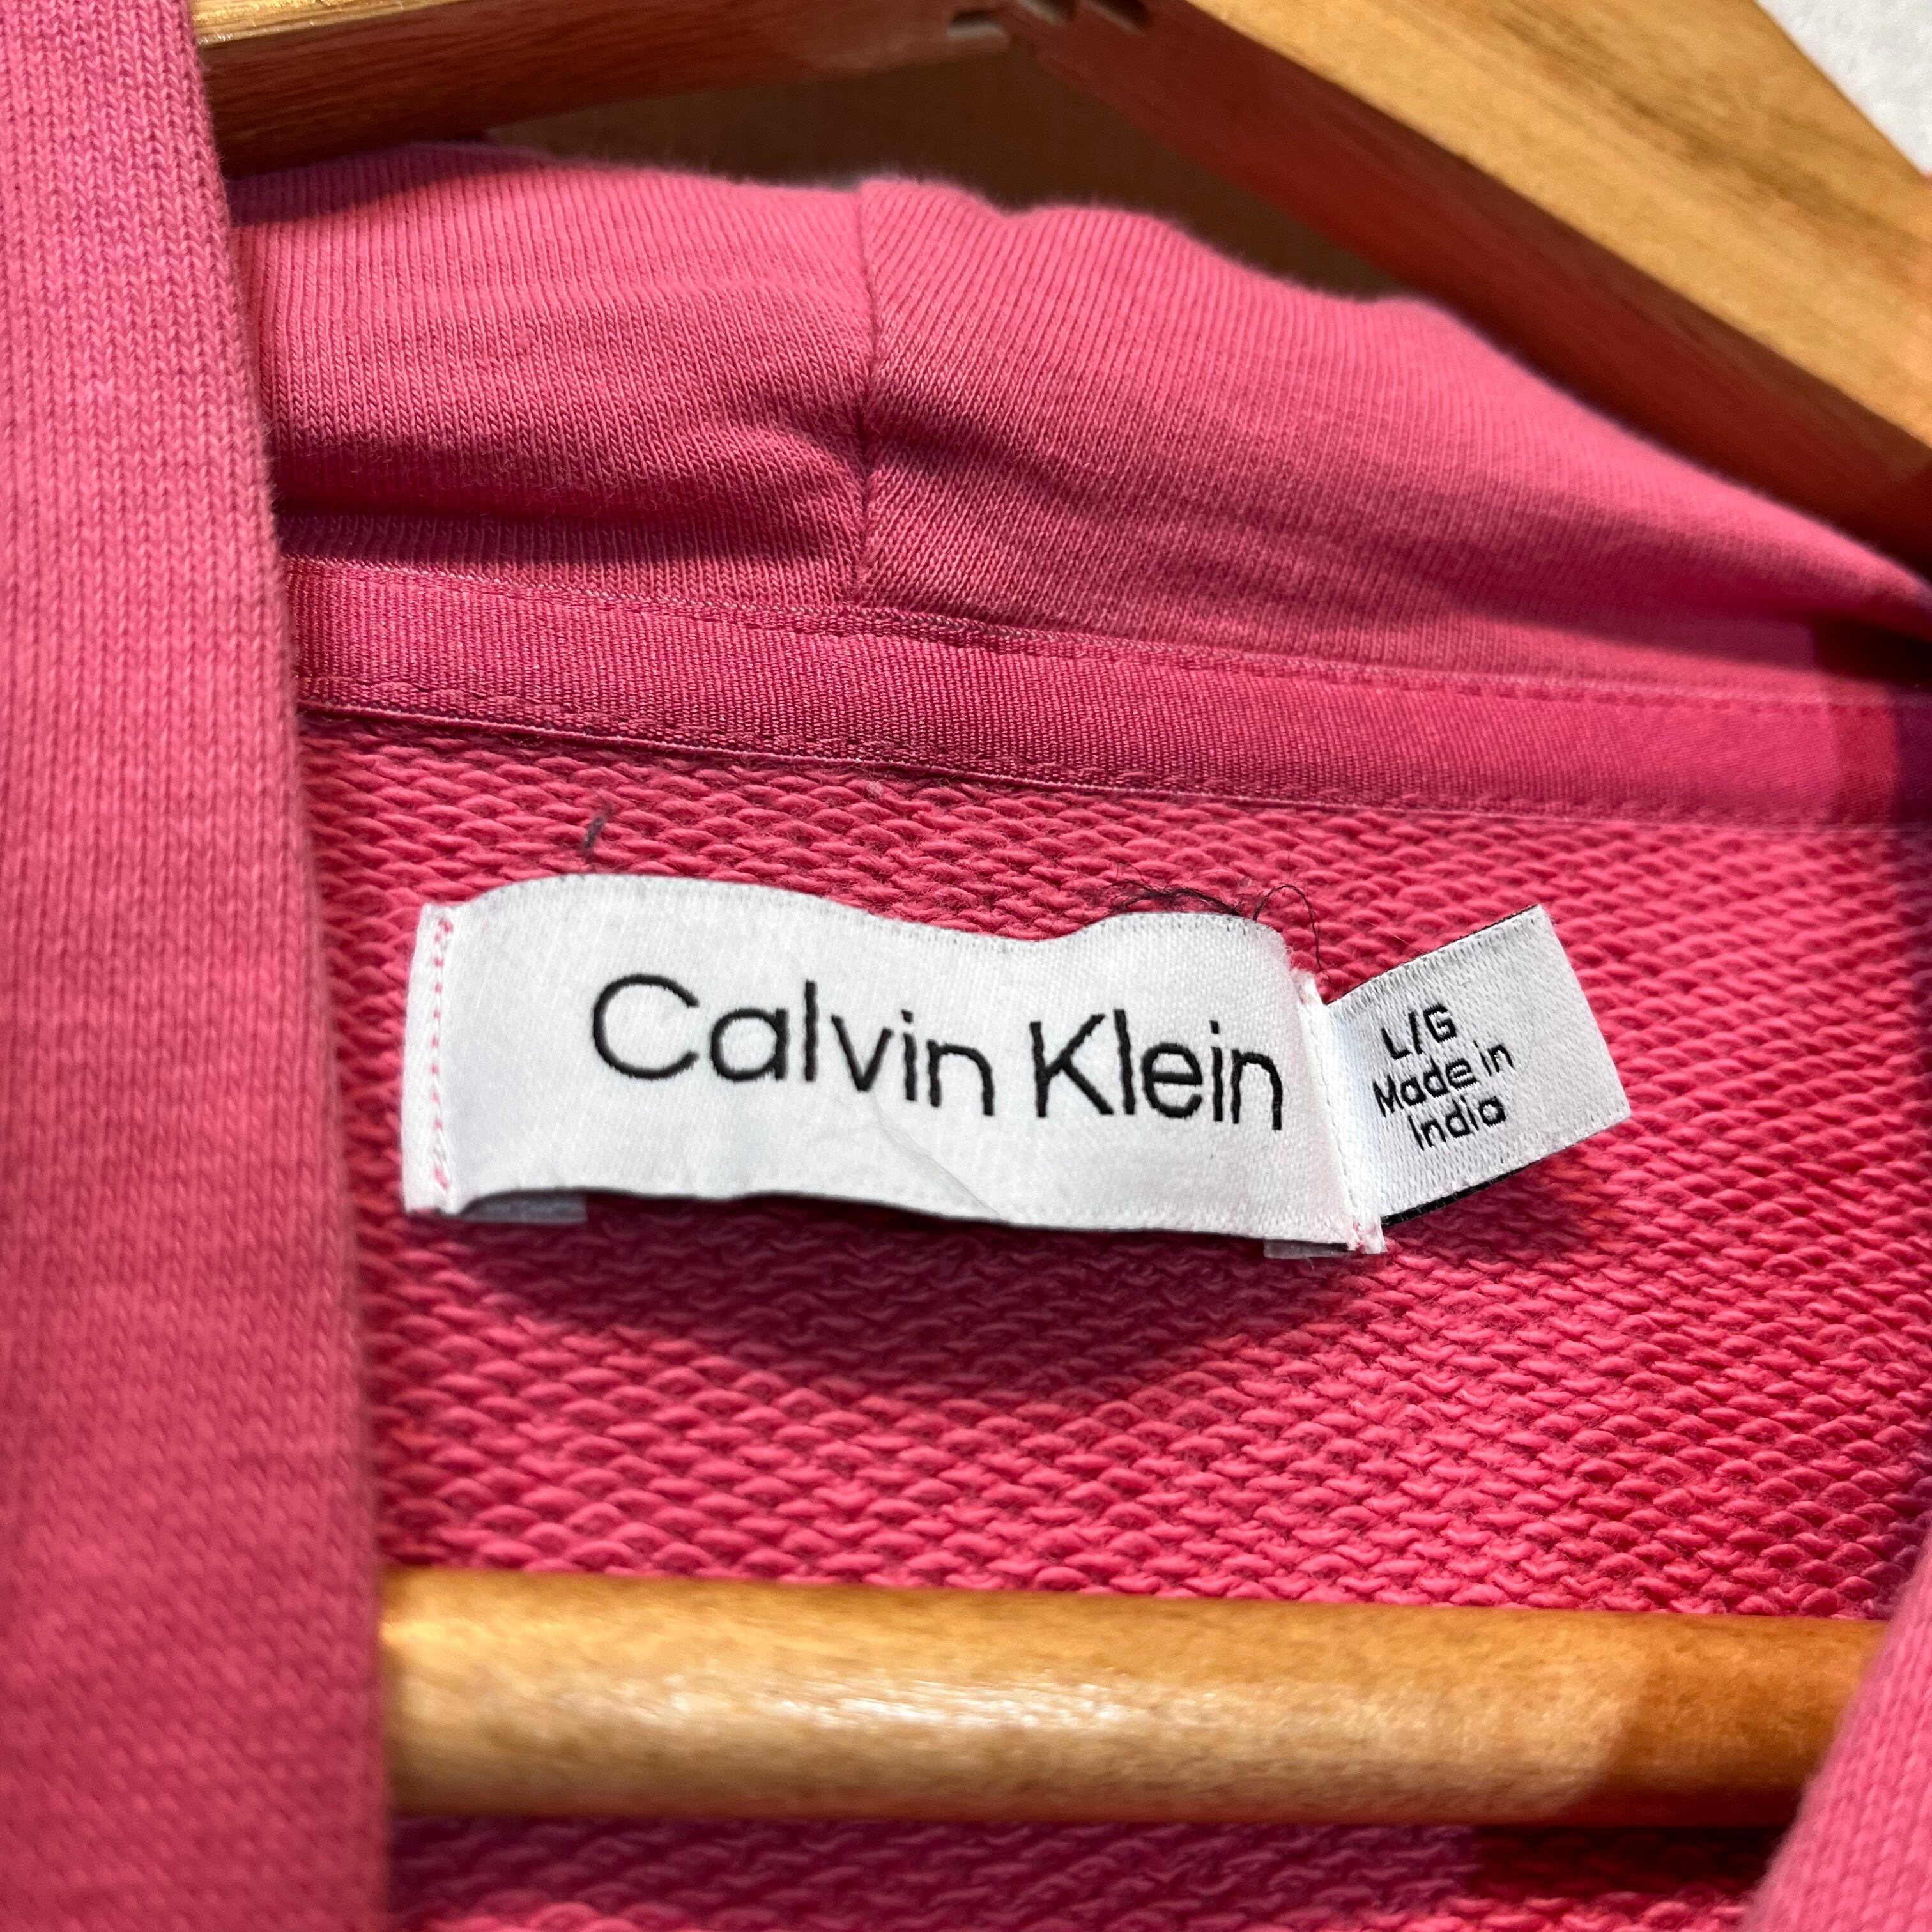 Calvin Klein
L/G
Made in
India